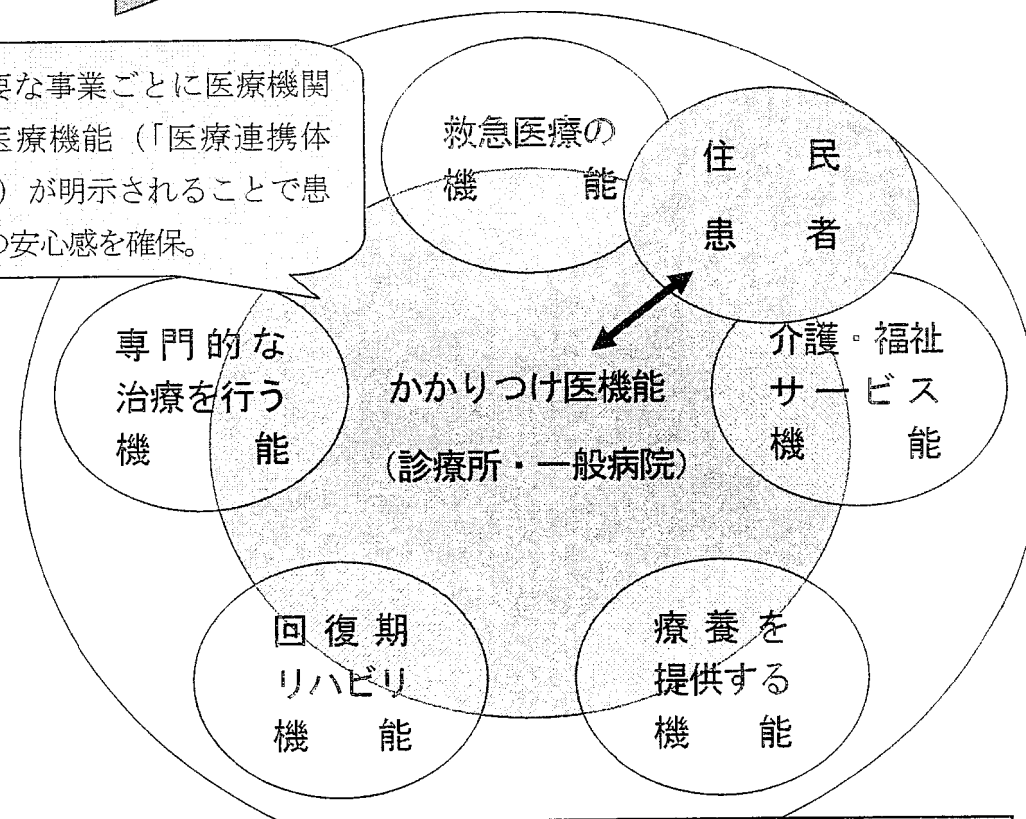 要な事業ごとに医療機関
医療機能（「医療連携体
）が明示されることで患
の安心感を確保。
救急医療の
機能
住民
患者
専門的な
治療を行う
機能
かかりつけ医機能
（診療所・一般病院）
介護・福祉
サービス
機能
回復期
リハビリ
機能
療養を
提供する
機能